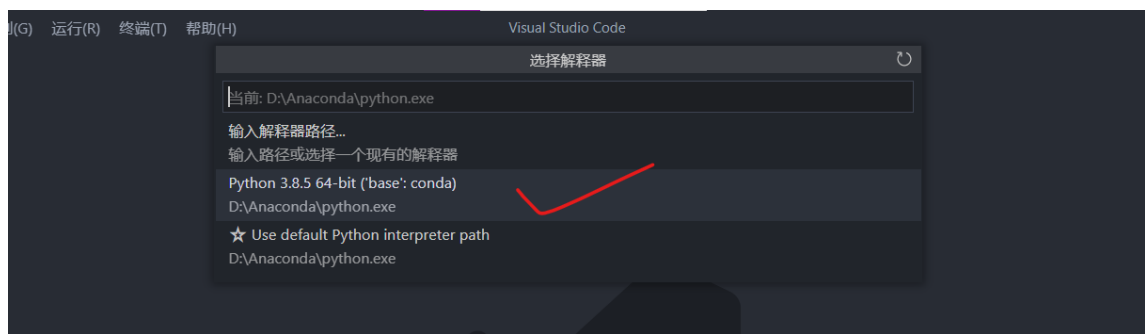 (G) 运行(R) 终端(T) 帮助(H) Visual Studio Code
选择解释器
当前: D:\Anaconda\python.exe
输入解释器路径...
输入路径或选择一个现有的解释器
Python 3.8.5 64-bit ('base': conda)
D:\Anaconda\python.exe
☆ Use default Python interpreter path
D:\Anaconda\python.exe